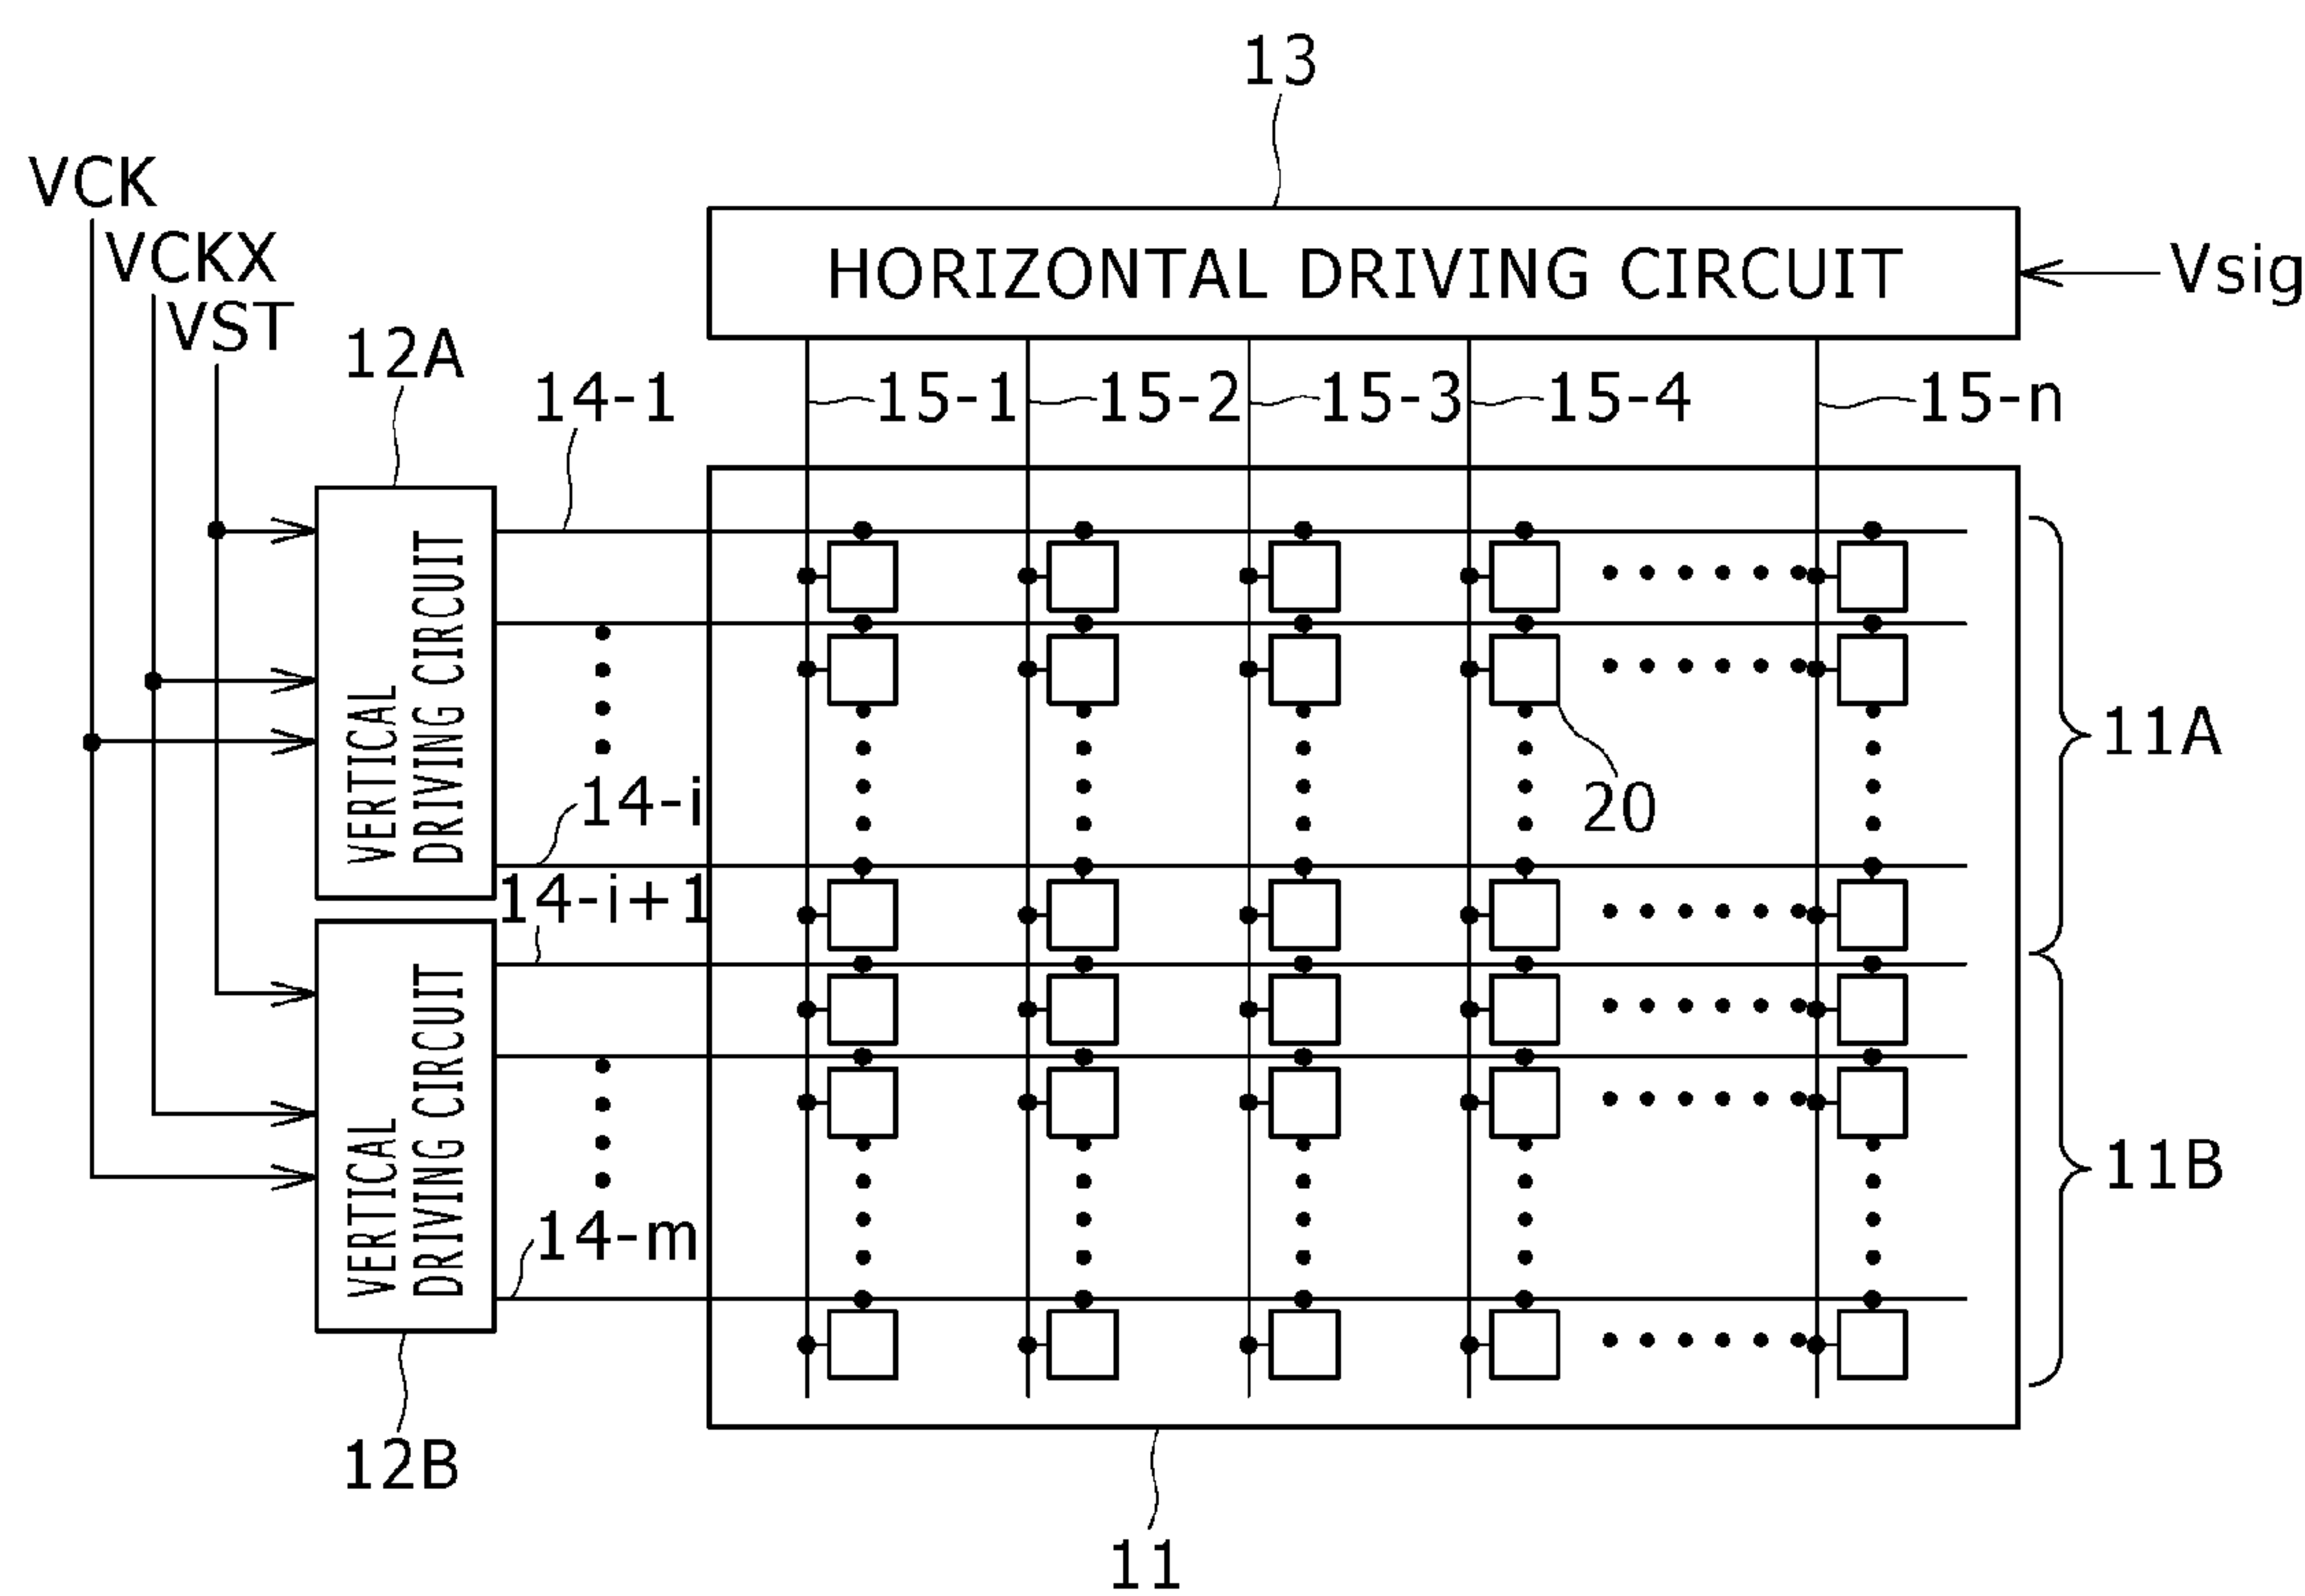 13
VCK
VCKX
VST
HORIZONTAL DRIVING CIRCUIT
Vsig
12A
14-1
15-1
15-2
15-3
15-4
15-n
VERTICAL
DRIVING CIRCUIT
11A
14-i
20
14-i+1
VERTICAL
DRIVING CIRCUIT
11B
14-m
12B
11